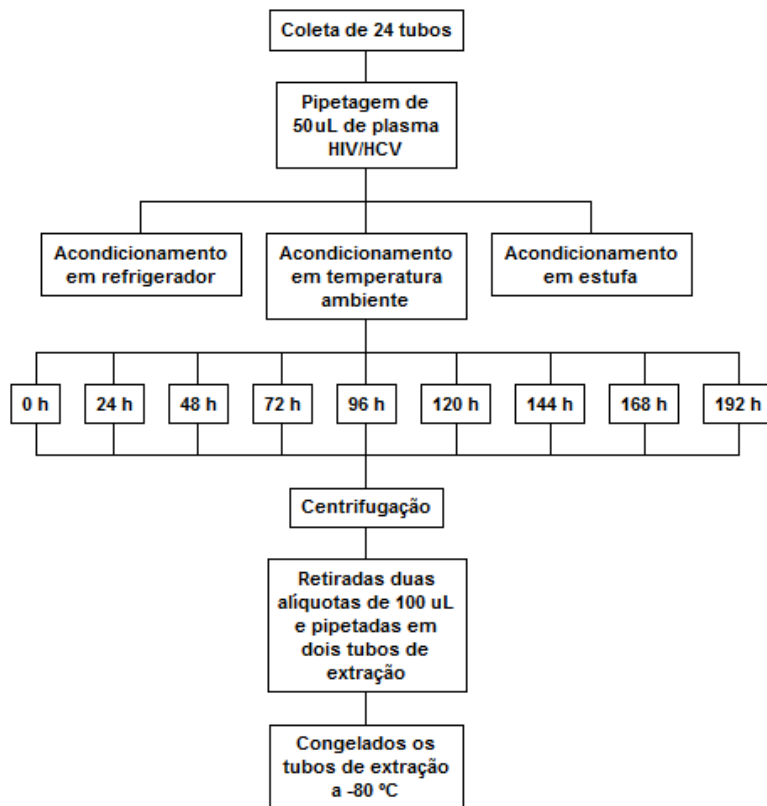 Coleta de 24 tubos
Pipetagem de
50 uL de plasma
HIV/HCV
Acondicionamento
em refrigerador
Acondicionamento
em temperatura
ambiente
Acondicionamento
em estufa
0 h
24 h
48 h
72 h
96 h
120 h
144 h
168 h
192 h
Centrifugação
Retiradas duas
alíquotas de 100 uL
e pipetadas em
dois tubos de
extração
Congelados os
tubos de extração
a -80 ºC